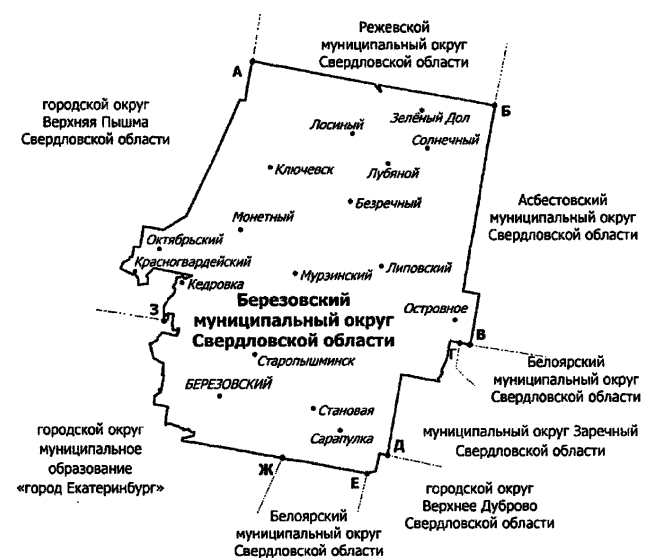 Режевской
муниципальный округ
Свердловской области
А
Б
городской округ
Верхняя Пышма
Свердловской области
Зелёный Дол
Лосиный
Солнечный
Ключевск
Лубяной
Безречный
Асбестовский
муниципальный округ
Свердловской области
Монетный
Октябрьский
Красногвардейский
Кедровка
Мурзинский
Липовский
Березовский
муниципальный округ
Свердловской области
З
Островное
В
Г
Старопышминск
Белоярский
муниципальный округ
Свердловской области
БЕРЕЗОВСКИЙ
Становая
Сарапулка
городской округ
муниципальное
образование
«город Екатеринбург»
муниципальный округ Заречный
Свердловской области
Д
Ж
Е
городской округ
Верхнее Дуброво
Свердловской области
Белоярский
муниципальный округ
Свердловской области